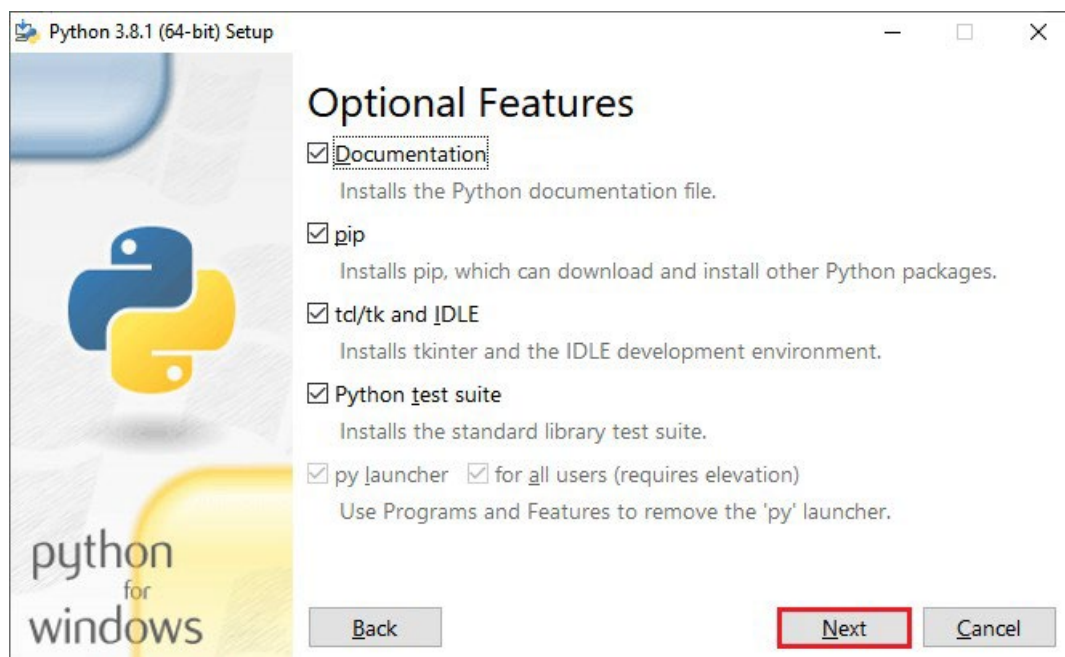 Python 3.8.1 (64-bit) Setup
Optional Features
Documentation
Installs the Python documentation file.
pip
Installs pip, which can download and install other Python packages.
tcl/tk and IDLE
Installs tkinter and the IDLE development environment.
Python test suite
Installs the standard library test suite.
py launcher for all users (requires elevation)
Use Programs and Features to remove the 'py' launcher.
python
for
windows
Back Next Cancel